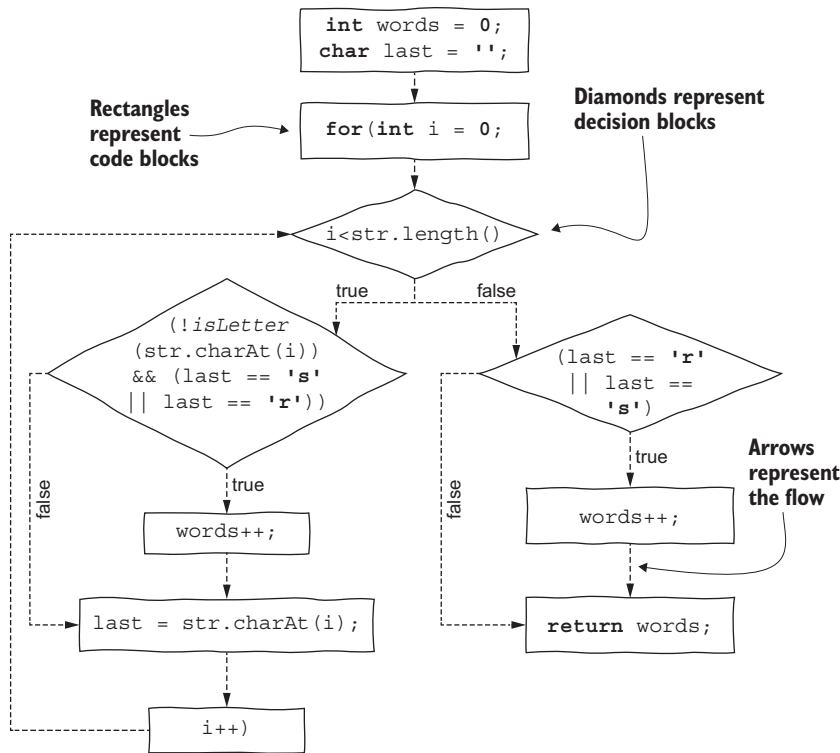 int words = 0;
char last = '';
Rectangles
represent
code blocks
for(int i = 0;
Diamonds represent
decision blocks
i<str.length()
true
false
(!isLetter
(str.charAt(i))
&& (last == 's'
|| last == 'r'))
(last == 'r'
|| last ==
's')
Arrows
represent
the flow
false
true
words++;
last = str.charAt(i);
i++)
false
true
words++;
return words;